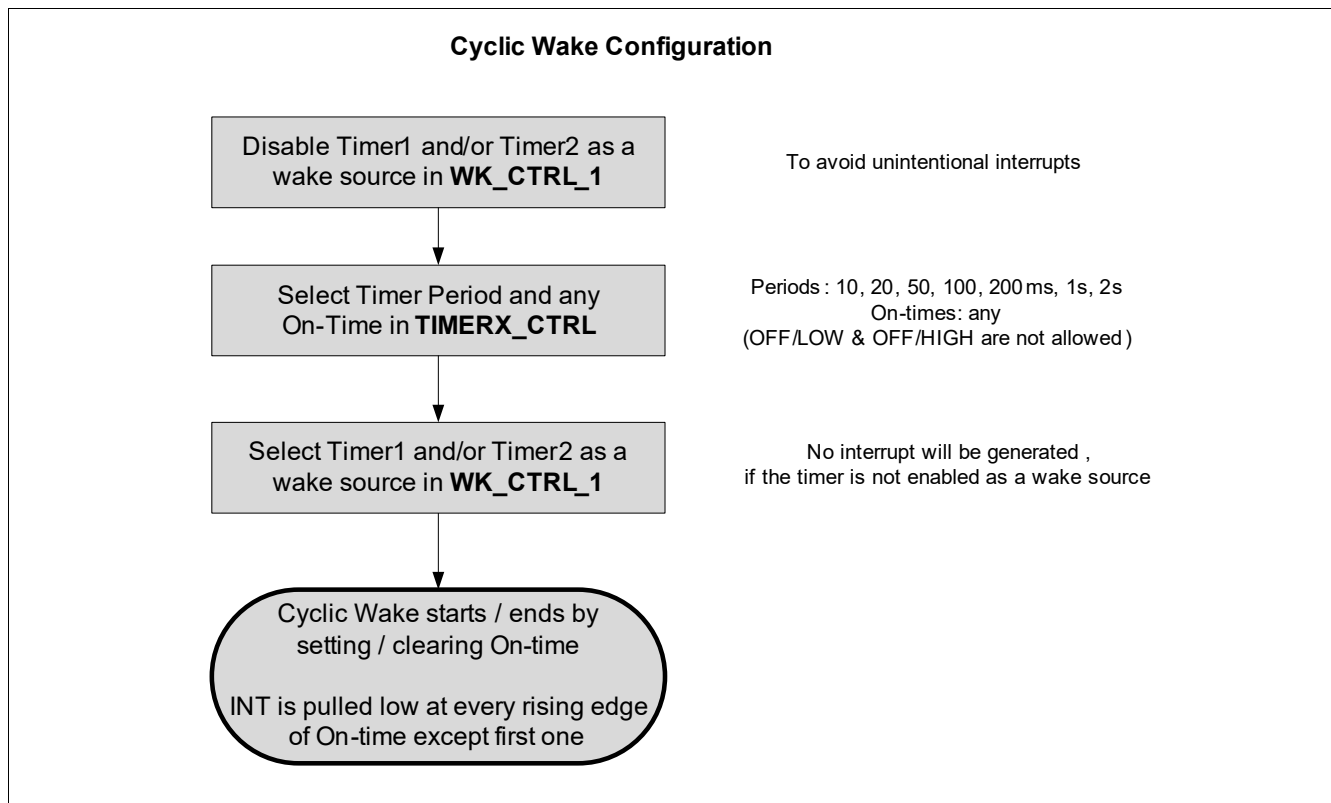 Cyclic Wake Configuration
Disable Timer1 and/or Timer2 as a
wake source in WK_CTRL_1
To avoid unintentional interrupts
Select Timer Period and any
On-Time in TIMERX_CTRL
Periods : 10, 20, 50, 100, 200ms, 1s, 2s
On-times: any
(OFF/LOW & OFF/HIGH are not allowed )
Select Timer1 and/or Timer2 as a
wake source in WK_CTRL_1
No interrupt will be generated ,
if the timer is not enabled as a wake source
Cyclic Wake starts / ends by
setting / clearing On-time
INT is pulled low at every rising edge
of On-time except first one